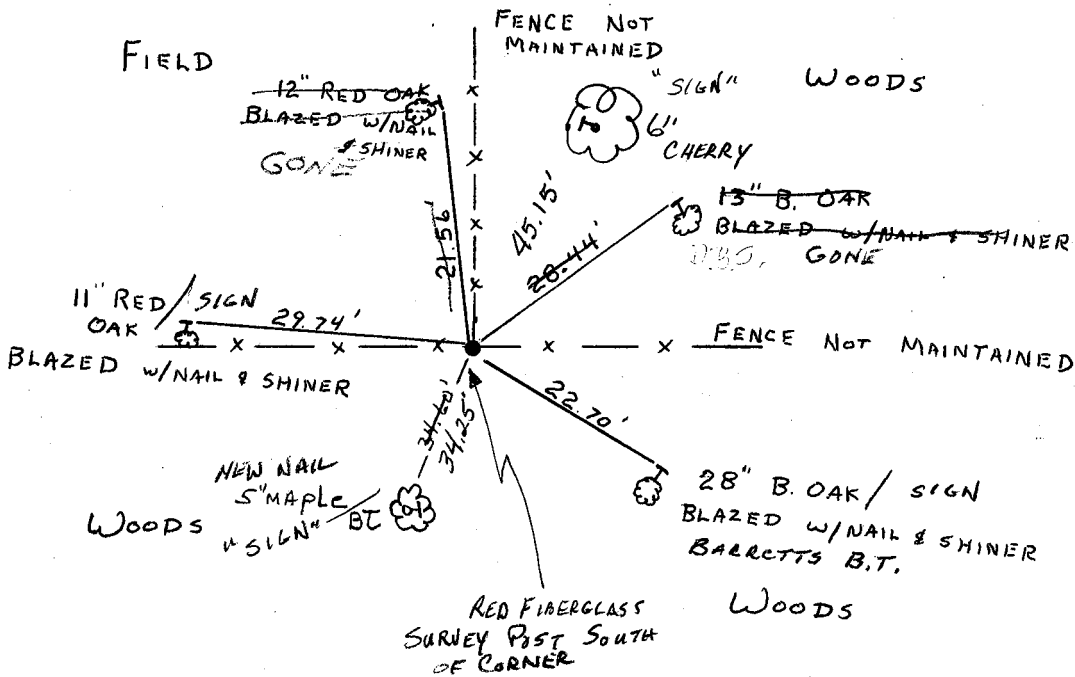 FENCE NOT
MAINTAINED
FIELD
12" RED OAK
BLAZED W/NAIL
& SHINER
GONE
"SIGN"
WOODS
6"
CHERRY
13" B. OAK
BLAZED W/NAIL & SHINER
GONE
21.56'
45.15'
28.44'
11" RED / SIGN
OAK
BLAZED W/NAIL & SHINER
29.74'
FENCE NOT MAINTAINED
22.70'
34.60'
34.25'
NEW NAIL
5" MAPLE
"SIGN" BT
WOODS
28" B. OAK / SIGN
BLAZED W/NAIL & SHINER
BARRETTS B.T.
WOODS
RED FIBERGLASS
SURVEY POST SOUTH
OF CORNER